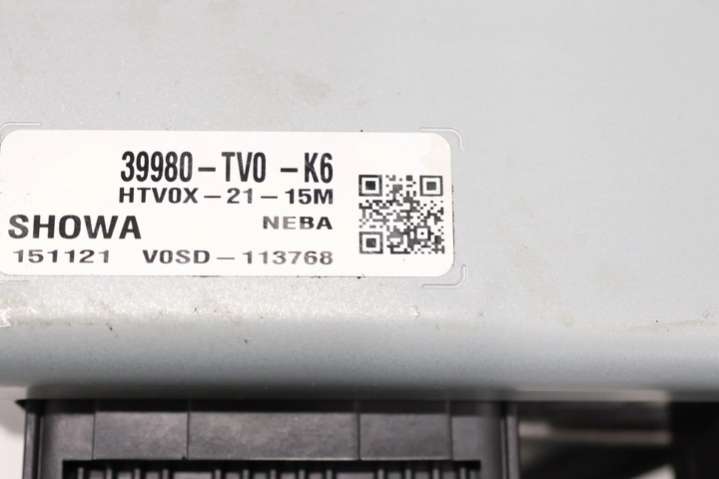 39980-TV0 -K6
HTV0X-21-15M
SHOWA NEBA
151121 V0SD-113768